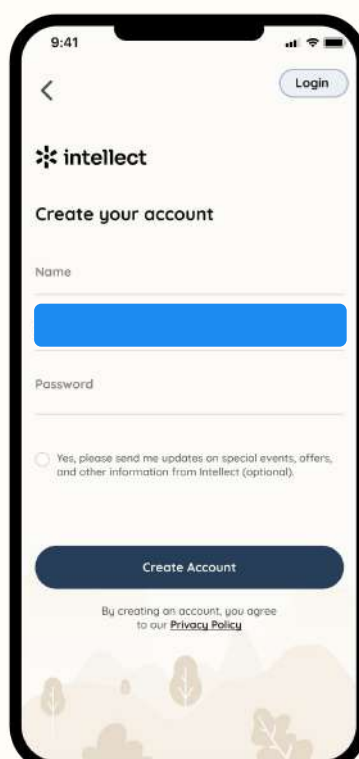 9:41
Login
intellect
Create your account
Name
Password
Yes, please send me updates on special events, offers,
and other information from Intellect (optional).
Create Account
By creating an account, you agree
to our Privacy Policy